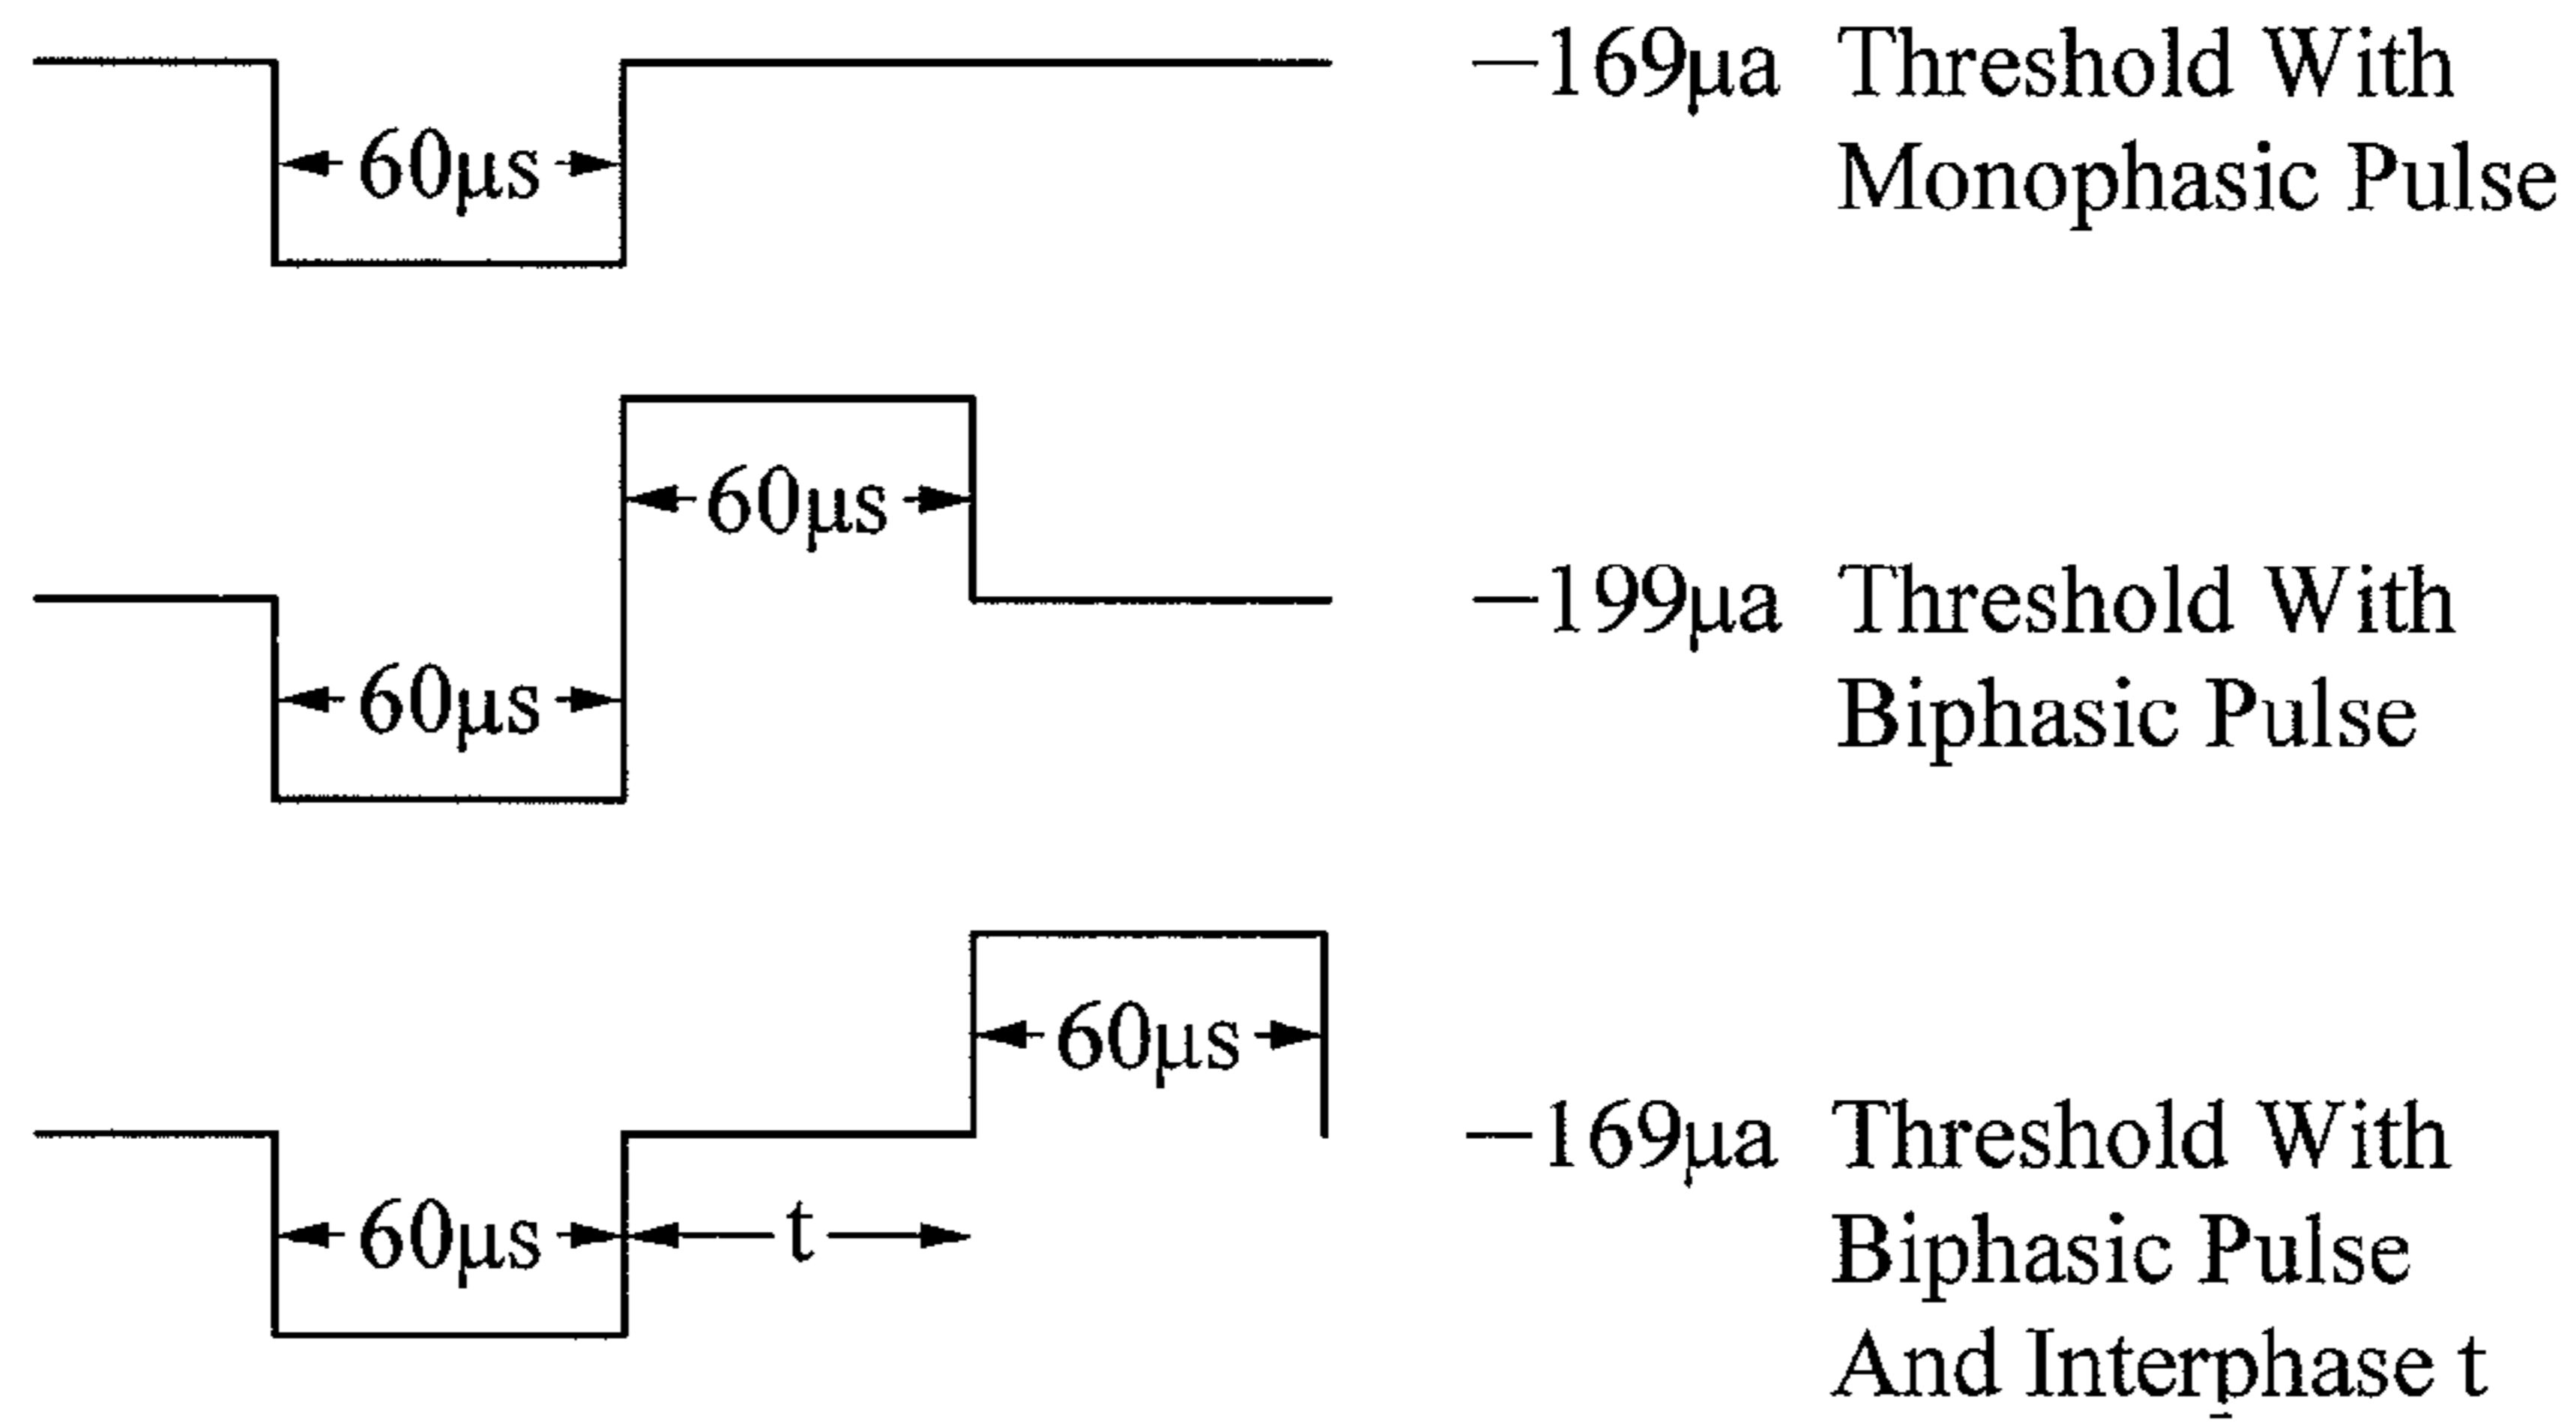 60µs
—169µa Threshold With
Monophasic Pulse
60µs
60µs
—199µa Threshold With
Biphasic Pulse
60µs
60µs
t
—169µa Threshold With
Biphasic Pulse
And Interphase t